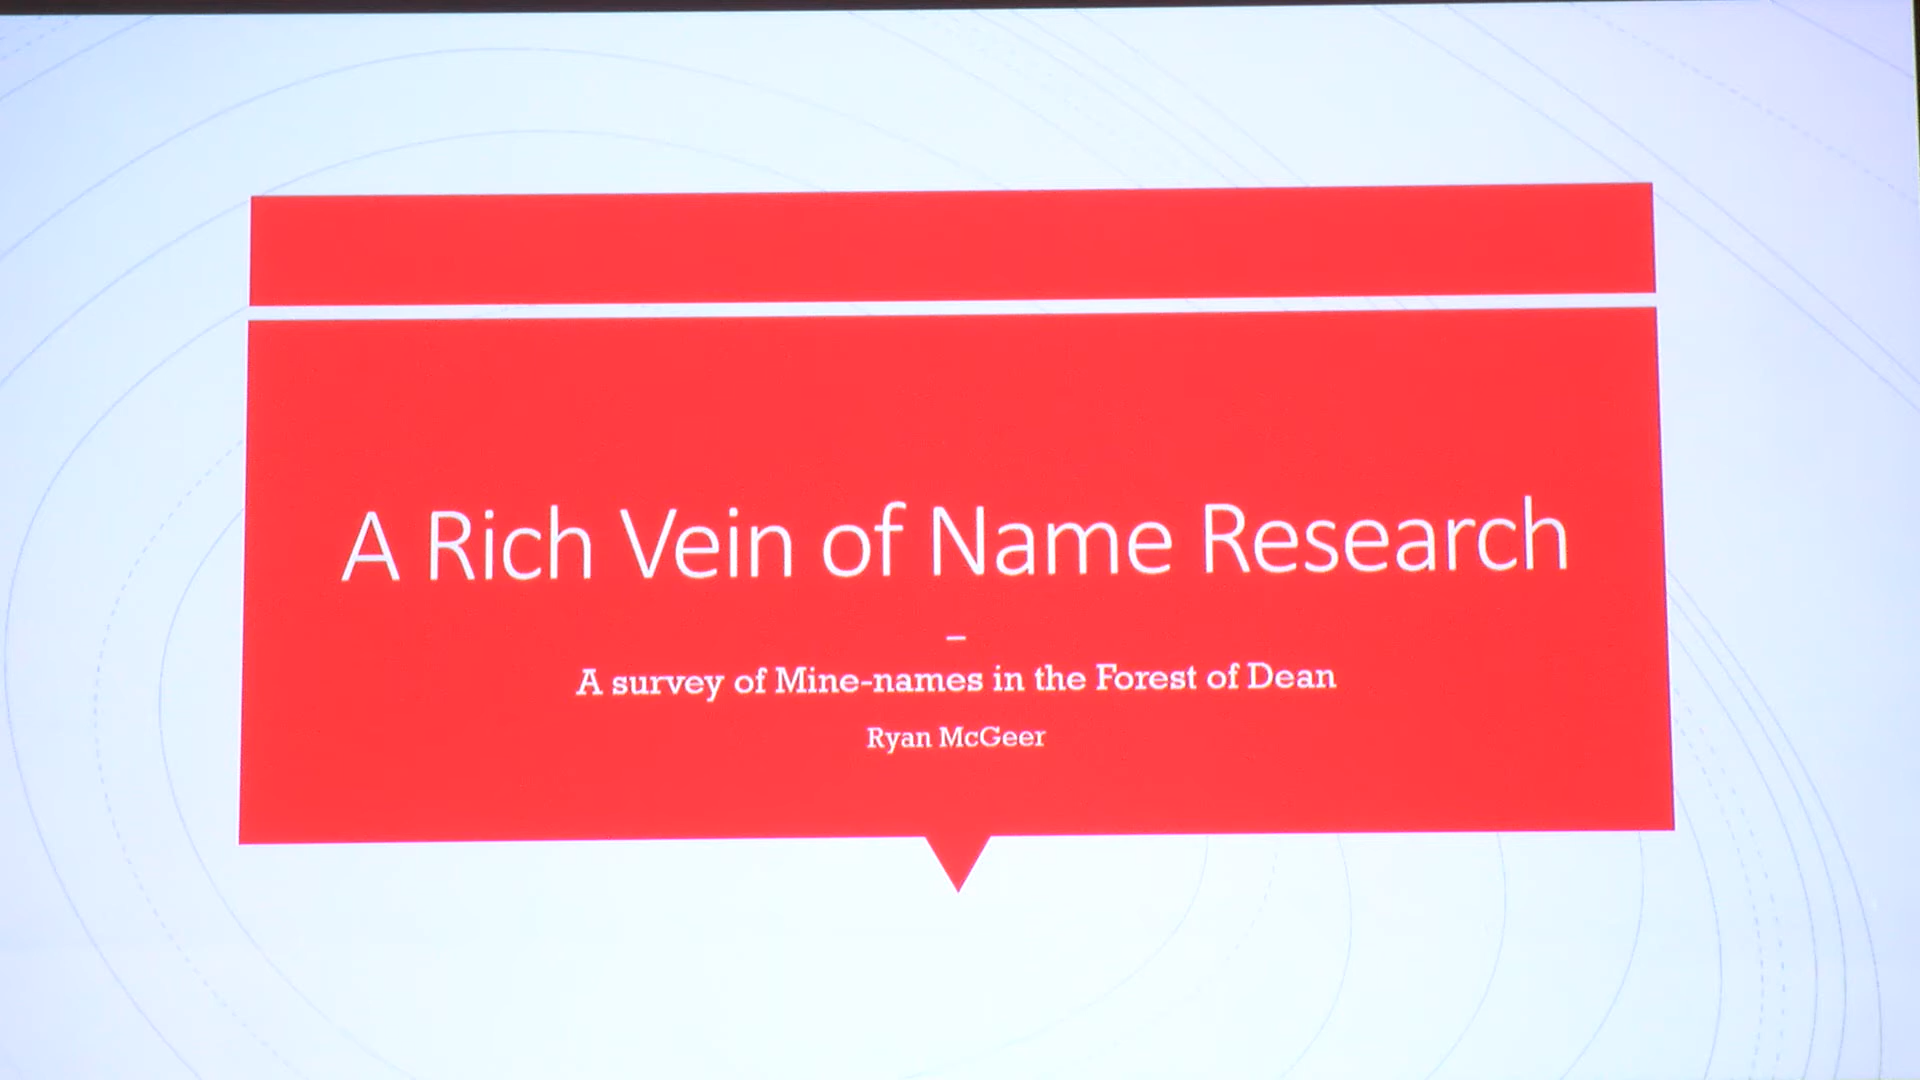 A Rich Vein of Name Research
–
A survey of Mine-names in the Forest of Dean
Ryan McGeer